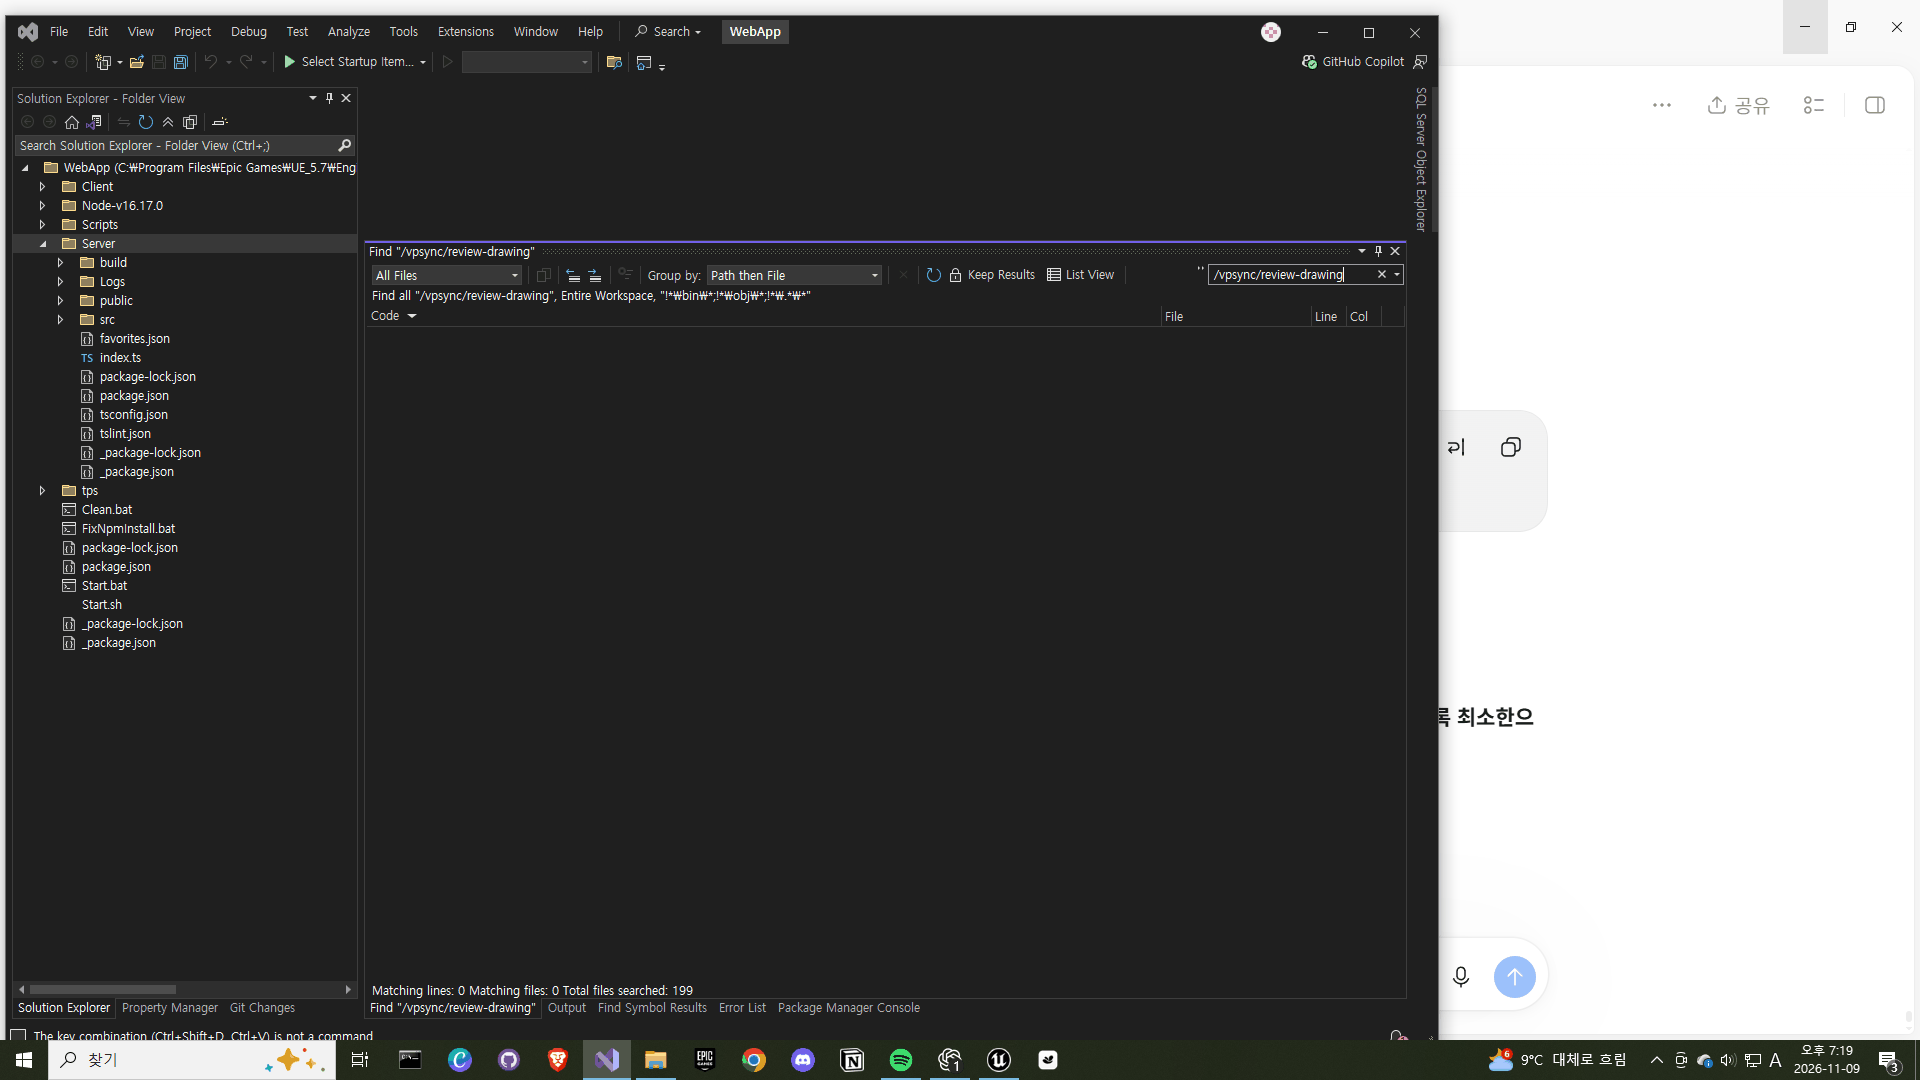 File Edit View Project Debug Test Analyze Tools Extensions Window Help Search WebApp
Select Startup Item... GitHub Copilot
Solution Explorer - Folder View
Search Solution Explorer - Folder View (Ctrl+;)
WebApp (C:₩Program Files₩Epic Games₩UE_5.7₩Eng
Client
Node-v16.17.0
Scripts
Server
build
Logs
public
src
favorites.json
TS index.ts
package-lock.json
package.json
tsconfig.json
tslint.json
_package-lock.json
_package.json
tps
Clean.bat
FixNpmInstall.bat
package-lock.json
package.json
Start.bat
Start.sh
_package-lock.json
_package.json
Solution Explorer Property Manager Git Changes
Find "/vpsync/review-drawing"
All Files Group by: Path then File Keep Results List View /vpsync/review-drawing
Find all "/vpsync/review-drawing", Entire Workspace, "!*₩bin₩*;!*₩obj₩*;!*₩.*₩*"
Code File Line Col
Matching lines: 0 Matching files: 0 Total files searched: 199
Find "/vpsync/review-drawing" Output Find Symbol Results Error List Package Manager Console
SQL Server Object Explorer
The key combination (Ctrl+Shift+D, Ctrl+V) is not a command
공유
록 최소한으
찾기
EPIC GAMES
6
9°C 대체로 흐림
A
오후 7:19
2026-11-09
3